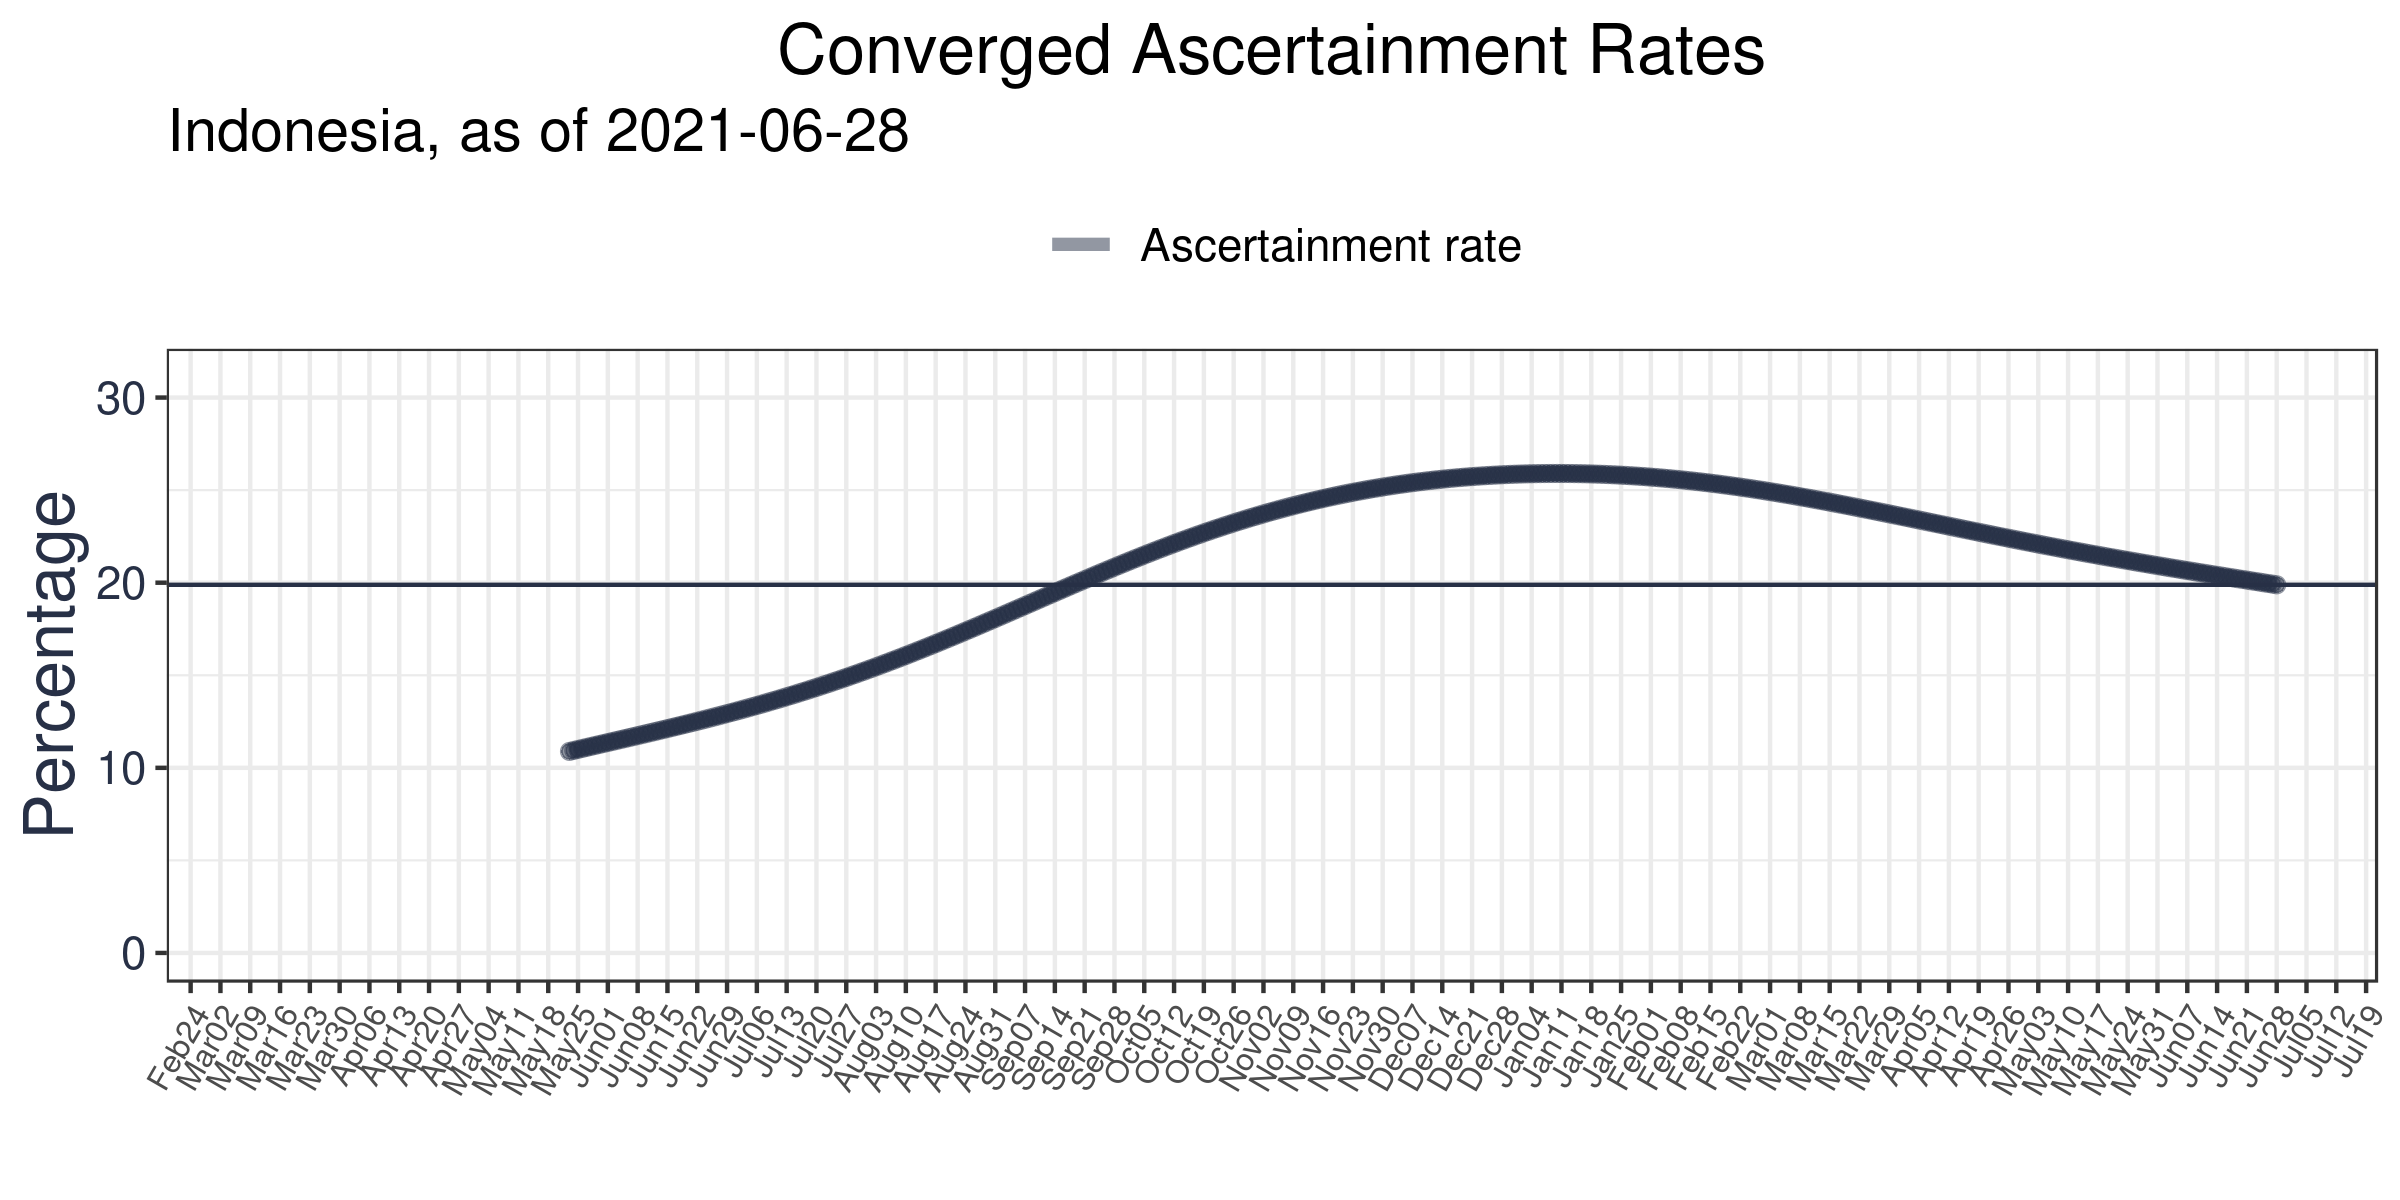 Converged Ascertainment Rates
Indonesia, as of 2021-06-28
Ascertainment rate
Percentage
30
20
10
0
Feb24
Mar02
Mar09
Mar16
Mar23
Mar30
Apr06
Apr13
Apr20
Apr27
May04
May11
May18
May25
Jun01
Jun08
Jun15
Jun22
Jun29
Jul06
Jul13
Jul20
Jul27
Aug03
Aug10
Aug17
Aug24
Aug31
Sep07
Sep14
Sep21
Sep28
Oct05
Oct12
Oct19
Oct26
Nov02
Nov09
Nov16
Nov23
Nov30
Dec07
Dec14
Dec21
Dec28
Jan04
Jan11
Jan18
Jan25
Feb01
Feb08
Feb15
Feb22
Mar01
Mar08
Mar15
Mar22
Mar29
Apr05
Apr12
Apr19
Apr26
May03
May10
May17
May24
May31
Jun07
Jun14
Jun21
Jun28
Jul05
Jul12
Jul19